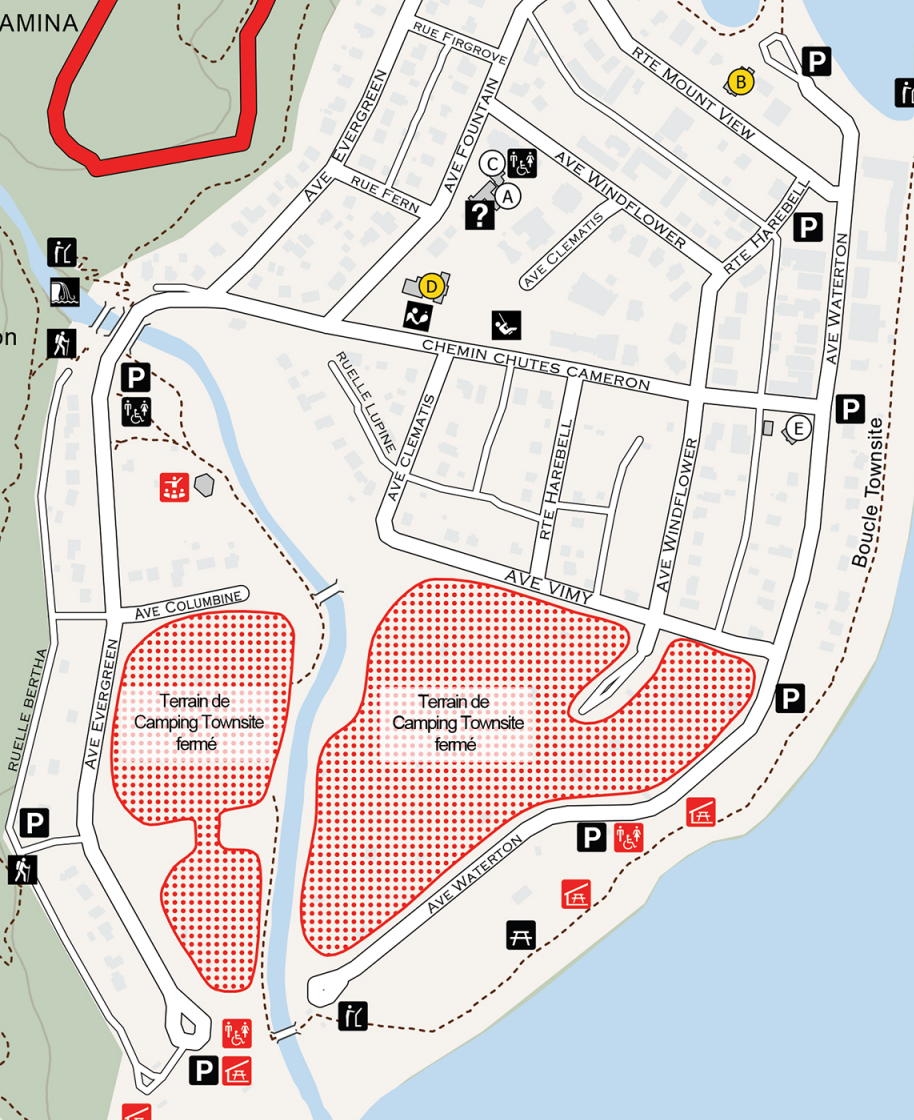 AMINA
RUE FIRGROVE
RTE MOUNT VIEW
P
B
AVE EVERGREEN
AVE FOUNTAIN
C
A
?
AVE WINDFLOWER
RUE FERN
RTE HAREBELL
P
AVE CLEMATIS
AVE WATERTON
D
on
CHEMIN CHUTES CAMERON
P
RUELLE LUPINE
AVE CLEMATIS
P
E
RTE HAREBELL
AVE WINDFLOWER
Boucle Townsite
AVE VIMY
AVE COLUMBINE
RUELLE BERTHA
AVE EVERGREEN
Terrain de
Camping Townsite
fermé
Terrain de
Camping Townsite
fermé
P
P
P
AVE WATERTON
P